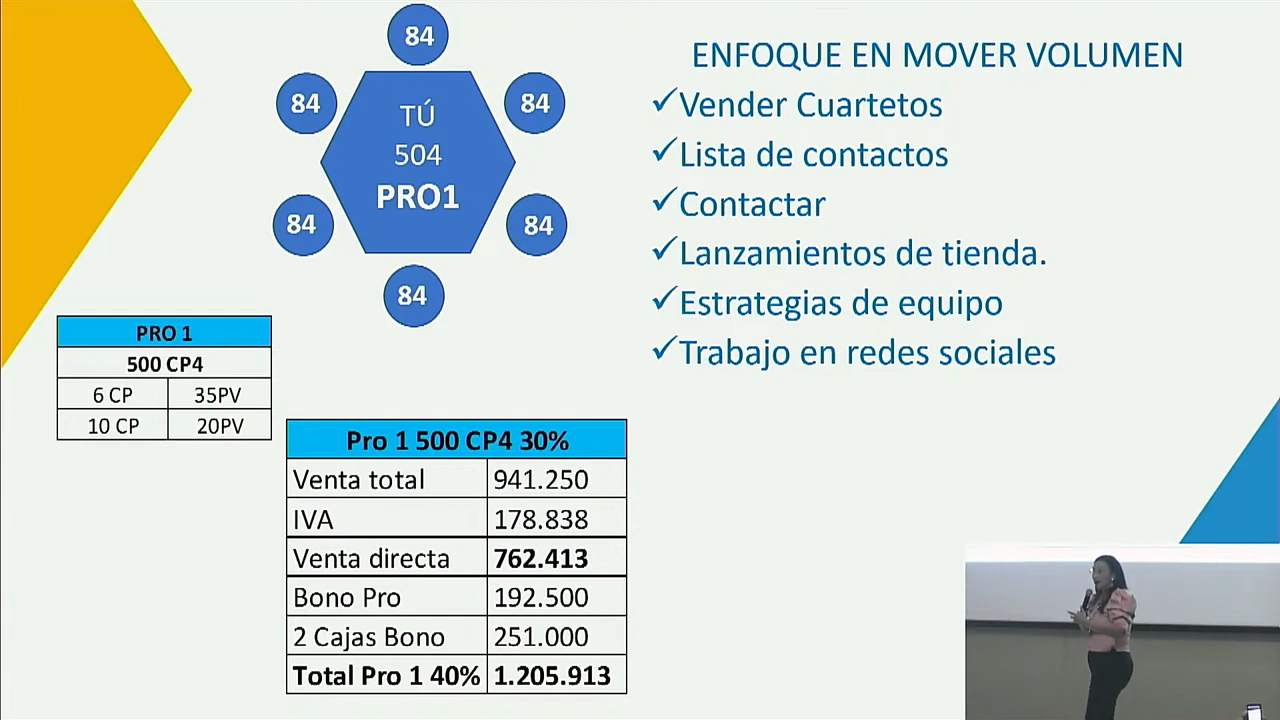 84
84
84
TÚ
504
PRO1
84
84
84
ENFOQUE EN MOVER VOLUMEN
✓Vender Cuartetos
✓Lista de contactos
✓Contactar
✓Lanzamientos de tienda.
✓Estrategias de equipo
✓Trabajo en redes sociales
PRO 1
500 CP4
6 CP 35PV
10 CP 20PV
Pro 1 500 CP4 30%
Venta total 941.250
IVA 178.838
Venta directa 762.413
Bono Pro 192.500
2 Cajas Bono 251.000
Total Pro 1 40% 1.205.913